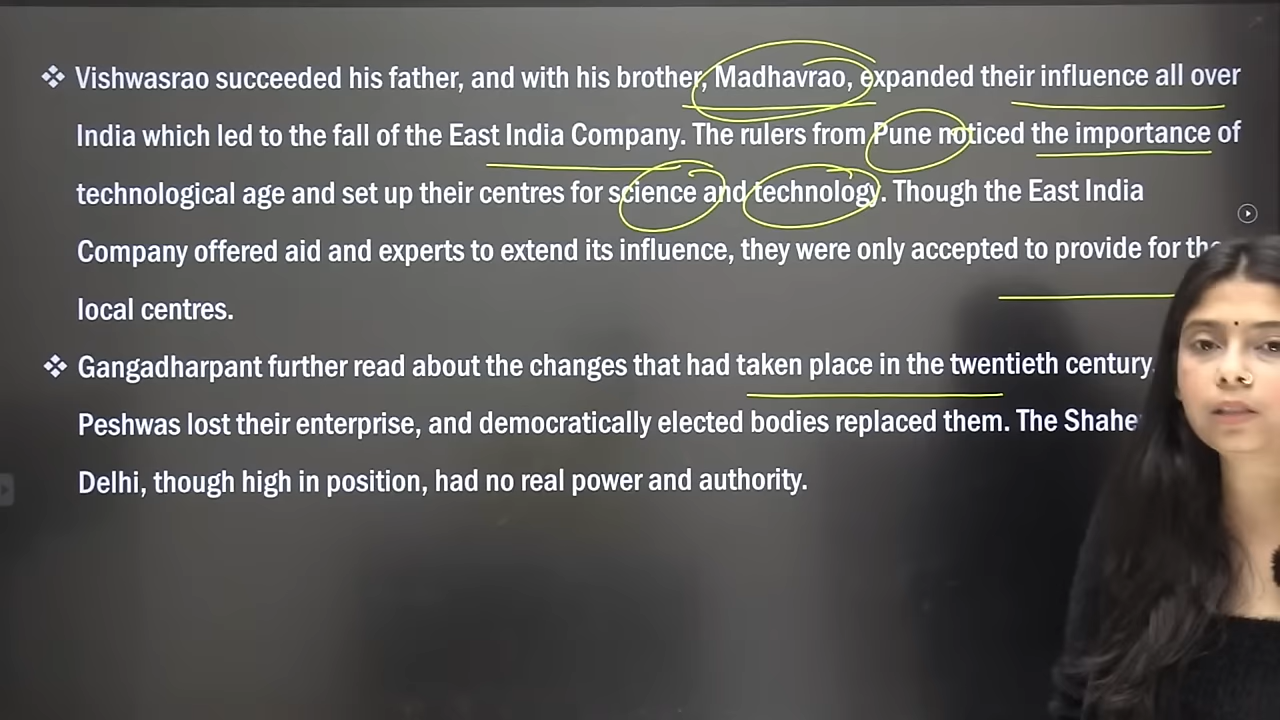 ❖ Vishwasrao succeeded his father, and with his brother, Madhavrao, expanded their influence all over
India which led to the fall of the East India Company. The rulers from Pune noticed the importance of
technological age and set up their centres for science and technology. Though the East India
Company offered aid and experts to extend its influence, they were only accepted to provide for the
local centres.
❖ Gangadharpant further read about the changes that had taken place in the twentieth century.
Peshwas lost their enterprise, and democratically elected bodies replaced them. The
Delhi, though high in position, had no real power and authority.